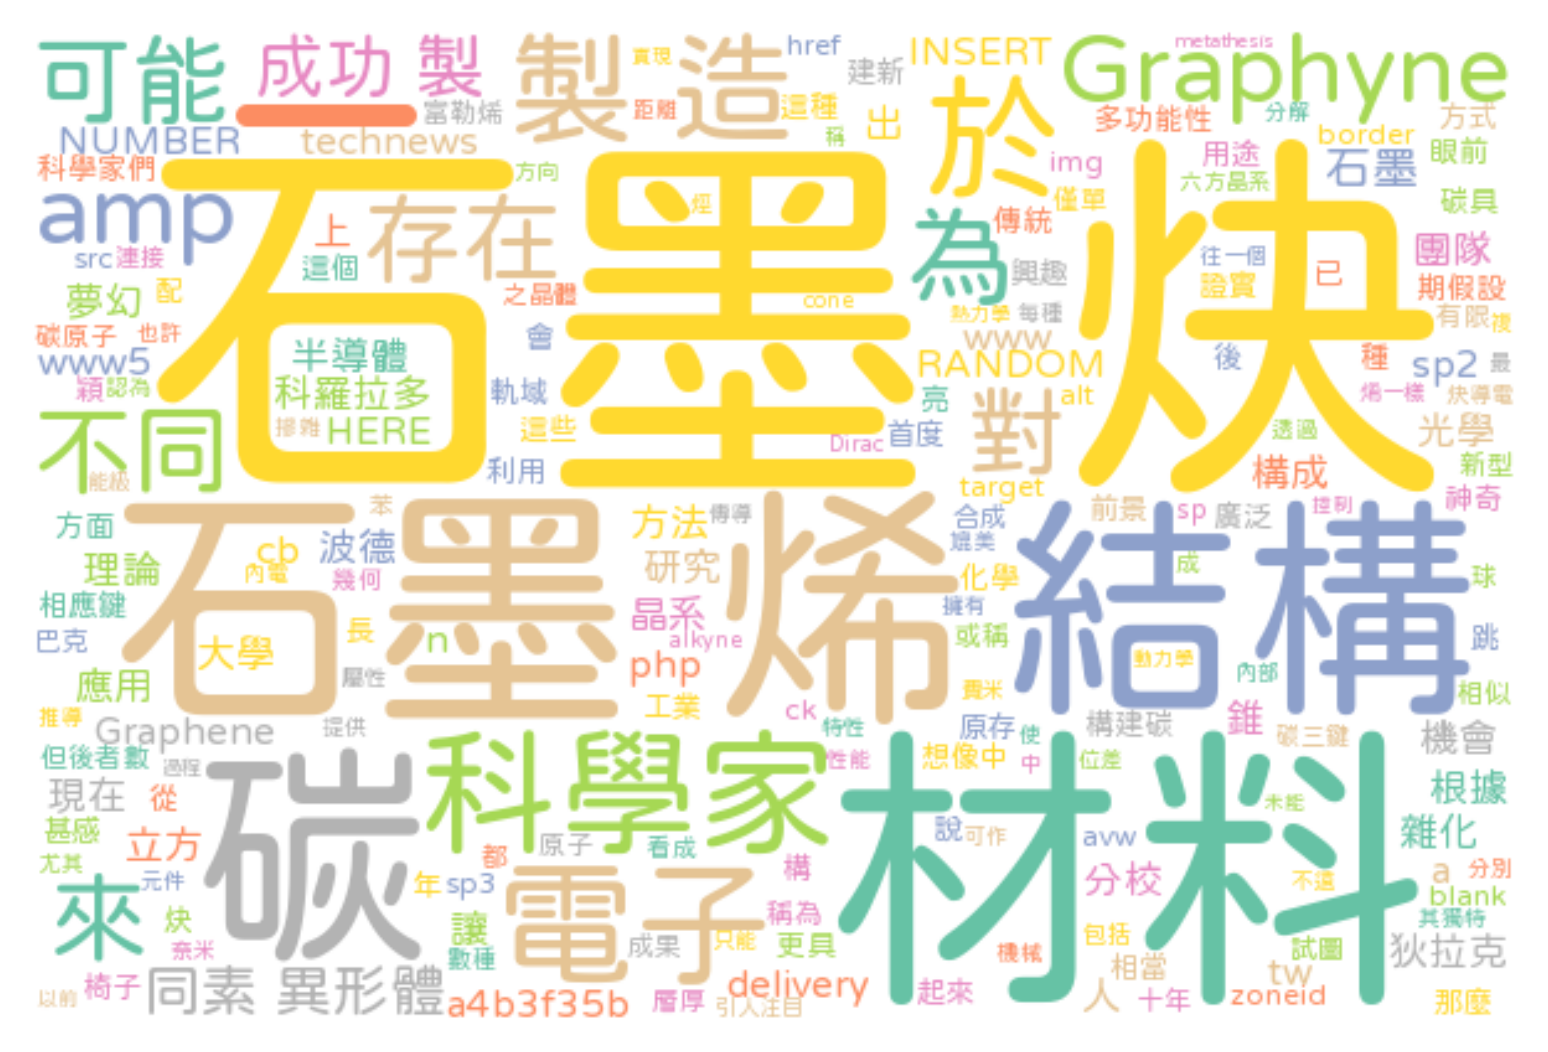 可能
成功 製
製造
實現
href
INSERT
Graphyne
metathesis
一
富勒烯
距離
這種
建新
出
於
多功能性
分解
方式
NUMBER
technews
稱
border
科學家們
方向
img
用途
石墨
眼前
石墨炔
amp
上
存在
烴
為
僅單
六方晶系
碳具
傳統
src
連接
這個
往一個
團隊
夢幻
配
之晶體
cone
興趣
證實
已
期假設
碳原子
也許
半導體
會
熱力學
每種
www
有限
後
www5
RANDOM
後
種
sp2
最
穎
認為
科羅拉多
軌域
亮
alt
烯一樣
炔導電
不同
摻雜
HERE
這些
Dirac
首度
對
透過
光學
能級
利用
target
構成
新型
神奇
石墨烯
苯
方法
傳導
合成
前景
sp
廣泛
控制
結構
方面
cb
波德
媲美
理論
內電
幾何
研究
化學
成
球
相應鍵
晶系
擁有
巴克
大學
長
n
alkyne
或稱
動力學
跳
應用
屬性
php
費米
內部
相似
推導
工業
ck
Graphene
提供
特性
原存
使
構建碳
錐
碳三鍵
機會
但後者數
過程
碳
科學家
性能
想像中
中
位差
材料
現在
從
根據
甚感
原子
看成
說
可作
avw
未能
雜化
立方
都
尤其
元件
年
sp3
電子
構
分校
不遠
a
分別
blank
來
炔
讓
稱為
其獨特
奈米
數種
成果
只能
更具
機械
包括
試圖
狄拉克
相當
tw
以前
椅子
同素 異形體
a4b3f35b
層厚
delivery
引人注目
起來
人
十年
zoneid
那麼